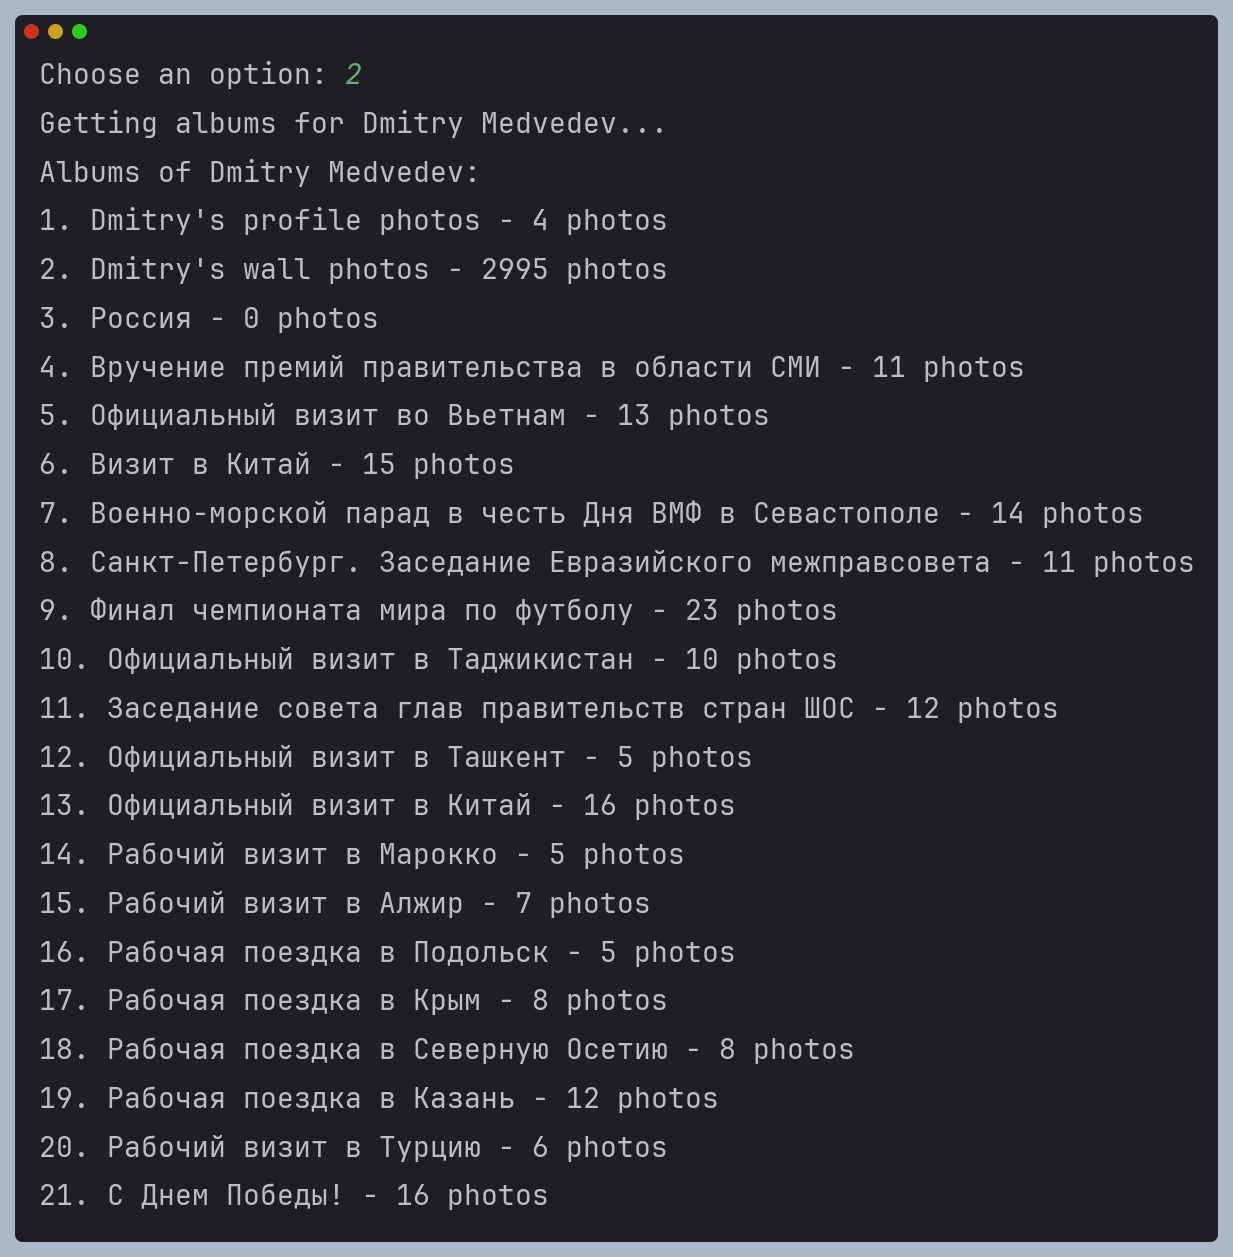 Choose an option: 2
Getting albums for Dmitry Medvedev...
Albums of Dmitry Medvedev:
1. Dmitry's profile photos - 4 photos
2. Dmitry's wall photos - 2995 photos
3. Россия - 0 photos
4. Вручение премий правительства в области СМИ - 11 photos
5. Официальный визит во Вьетнам - 13 photos
6. Визит в Китай - 15 photos
7. Военно-морской парад в честь Дня ВМФ в Севастополе - 14 photos
8. Санкт-Петербург. Заседание Евразийского межправсовета - 11 photos
9. Финал чемпионата мира по футболу - 23 photos
10. Официальный визит в Таджикистан - 10 photos
11. Заседание совета глав правительств стран ШОС - 12 photos
12. Официальный визит в Ташкент - 5 photos
13. Официальный визит в Китай - 16 photos
14. Рабочий визит в Марокко - 5 photos
15. Рабочий визит в Алжир - 7 photos
16. Рабочая поездка в Подольск - 5 photos
17. Рабочая поездка в Крым - 8 photos
18. Рабочая поездка в Северную Осетию - 8 photos
19. Рабочая поездка в Казань - 12 photos
20. Рабочий визит в Турцию - 6 photos
21. С Днем Победы! - 16 photos